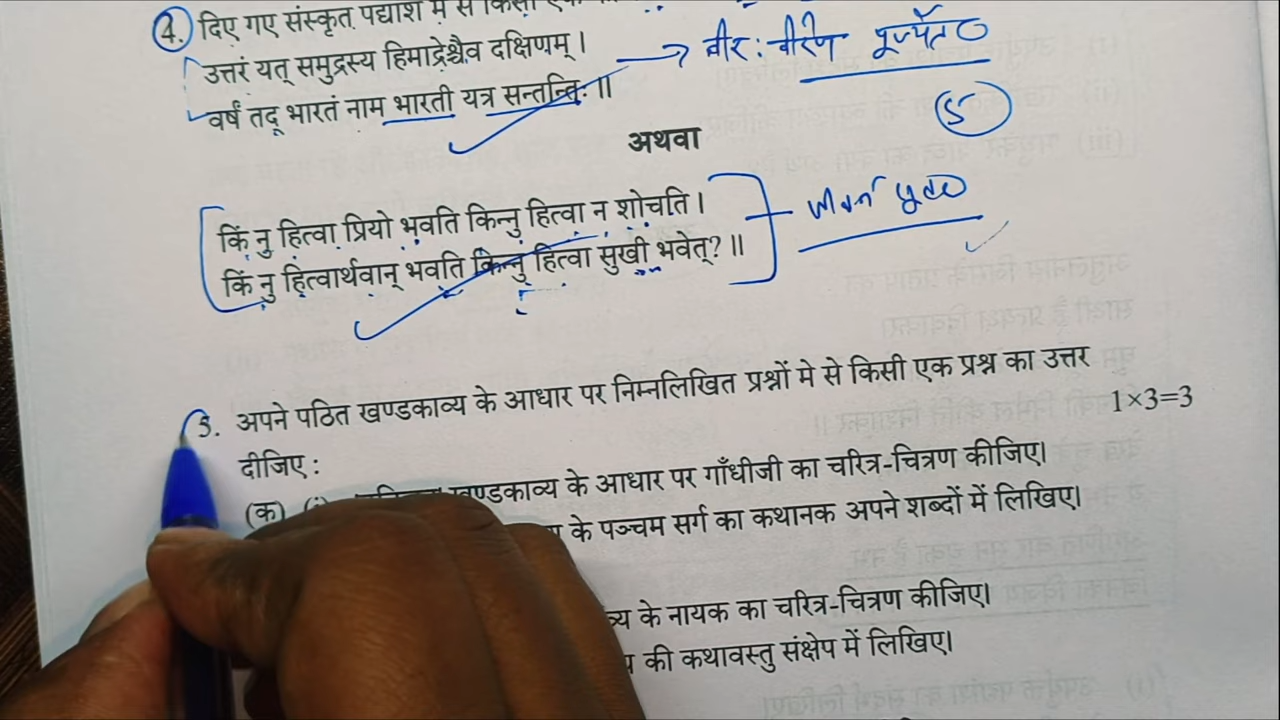 4. दिए गए संस्कृत पद्यांश में से किसी
उत्तरं यत् समुद्रस्य हिमाद्रेश्चैव दक्षिणम् ।
वर्षं तद् भारतं नाम भारती यत्र सन्तन्तिः ॥
5
अथवा
किं नु हित्वा प्रियो भवति किन्नु हित्वा न शोचति ।
किं नु हित्वार्थवान् भवति किन्नु हित्वा सुखी भवेत्? ॥
5. अपने पठित खण्डकाव्य के आधार पर निम्नलिखित प्रश्नों मे से किसी एक प्रश्न का उत्तर
दीजिए : 1×3=3
(क) खण्डकाव्य के आधार पर गाँधीजी का चरित्र-चित्रण कीजिए।
के पञ्चम सर्ग का कथानक अपने शब्दों में लिखिए।
के नायक का चरित्र-चित्रण कीजिए।
की कथावस्तु संक्षेप में लिखिए।